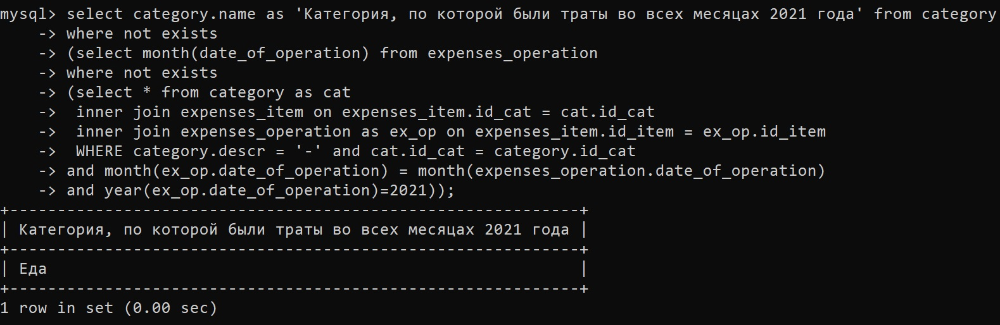 mysql> select category.name as 'Категория, по которой были траты во всех месяцах 2021 года' from category
    -> where not exists
    -> (select month(date_of_operation) from expenses_operation
    -> where not exists
    -> (select * from category as cat
    ->  inner join expenses_item on expenses_item.id_cat = cat.id_cat
    ->  inner join expenses_operation as ex_op on expenses_item.id_item = ex_op.id_item
    ->  WHERE category.descr = '-' and cat.id_cat = category.id_cat
    -> and month(ex_op.date_of_operation) = month(expenses_operation.date_of_operation)
    -> and year(ex_op.date_of_operation)=2021));
+------------------------------------------------------------+
| Категория, по которой были траты во всех месяцах 2021 года |
+------------------------------------------------------------+
| Еда                                                        |
+------------------------------------------------------------+
1 row in set (0.00 sec)